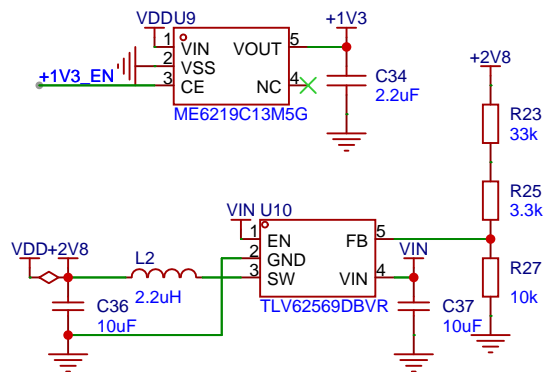 VDD U9
+1V3
1 VIN VOUT 5
2 VSS
3 CE NC 4
+1V3_EN
ME6219C13M5G
C34
2.2uF
+2V8
R23
33k
R25
3.3k
R27
10k
VIN U10
1 EN FB 5
2 GND
3 SW VIN 4
TLV62569DBVR
VDD +2V8
L2
2.2uH
C36
10uF
VIN
C37
10uF